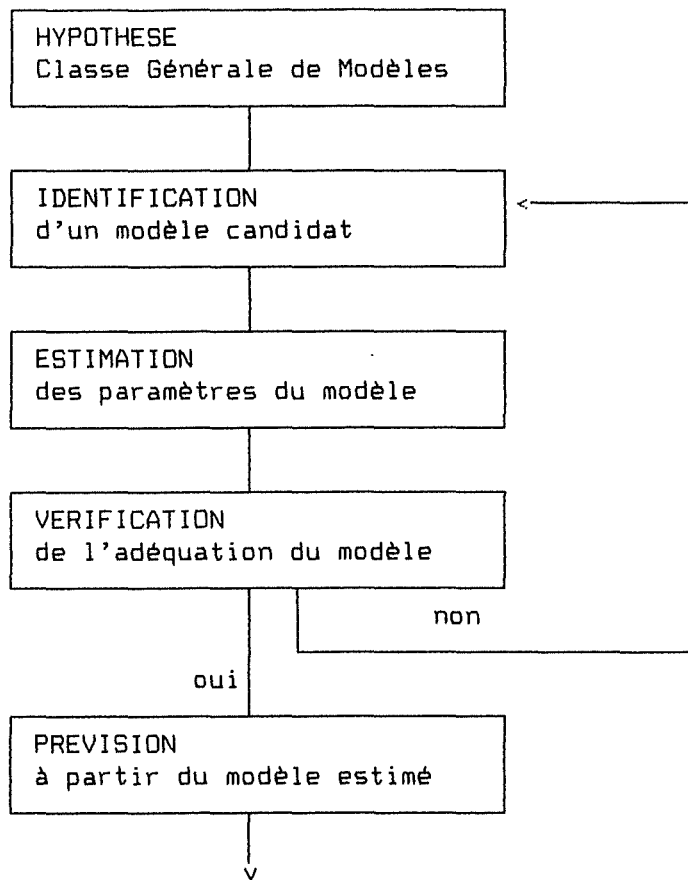 HYPOTHESE
Classe Générale de Modèles
IDENTIFICATION
d'un modèle candidat
ESTIMATION
des paramètres du modèle
VERIFICATION
de l'adéquation du modèle
non
oui
PREVISION
à partir du modèle estimé